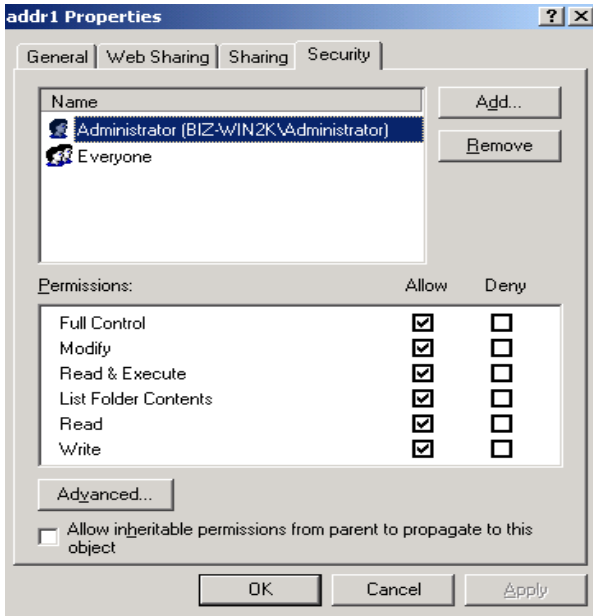 addr1 Properties
General Web Sharing Sharing Security
Name
Add...
Administrator (BIZ-WIN2K\Administrator)
Everyone
Remove
Permissions: Allow Deny
Full Control
Modify
Read & Execute
List Folder Contents
Read
Write
Advanced...
Allow inheritable permissions from parent to propagate to this
object
OK Cancel Apply